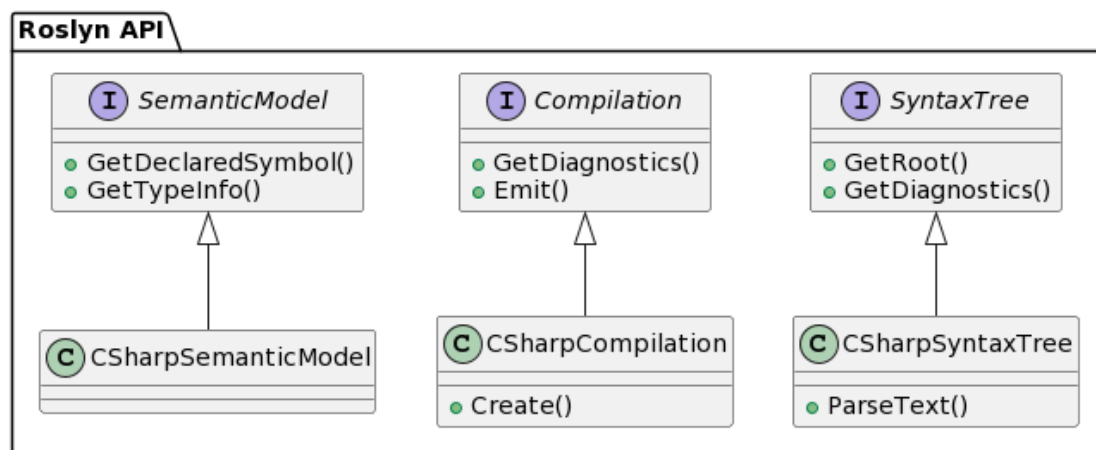 Roslyn API
I SemanticModel
GetDeclaredSymbol()
GetTypeInfo()
I Compilation
GetDiagnostics()
Emit()
I SyntaxTree
GetRoot()
GetDiagnostics()
C CSharpSemanticModel
C CSharpCompilation
Create()
C CSharpSyntaxTree
ParseText()